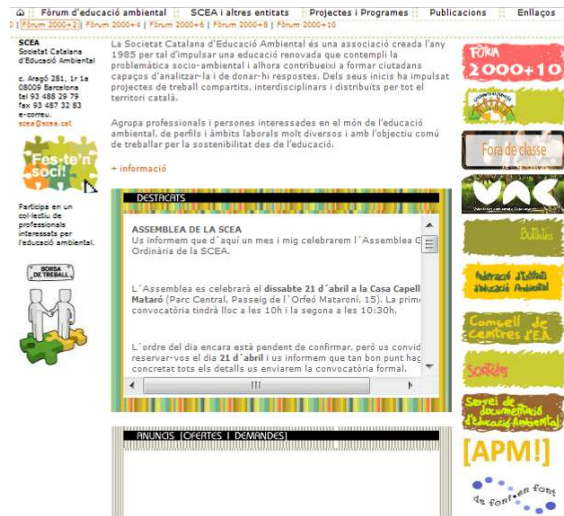 Fòrum d'educació ambiental SCEA i altres entitats Projectes i Programes Publicacions Enllaços
| Fòrum 2000+2| Fòrum 2000+4 | Fòrum 2000+6 | Fòrum 2000+8 | Fòrum 2000+10
SCEA
Societat Catalana
d'Educació Ambiental
c. Aragó 281, 1r 1a
08009 Barcelona
tel 93 488 29 79
fax 93 487 32 83
e-correu.
scea@scea.cat
Fes-te'n
soci!
Participa en un
col·lectiu de
professionals
interessats per
l'educació ambiental.
BORSA
DE TREBALL
La Societat Catalana d'Educació Ambiental és una associació creada l'any
1985 per tal d'impulsar una educació renovada que contempli la
problemàtica socio-ambiental i alhora contribueixi a formar ciutadans
capaços d'analitzar-la i de donar-hi respostes. Dels seus inicis ha impulsat
projectes de treball compartits, interdisciplinars i distribuïts per tot el
territori català.
Agrupa professionals i persones interessades en el món de l'educació
ambiental, de perfils i àmbits laborals molt diversos i amb l'objectiu comú
de treballar per la sostenibilitat des de l'educació.
+ informació
DESTACATS
ASSEMBLEA DE LA SCEA
Us informem que d´aquí un mes i mig celebrarem l´Assemblea G
Ordinària de la SCEA.
L´Assemblea es celebrarà el dissabte 21 d´abril a la Casa Capell
Mataró (Parc Central, Passeig de l´Orfeó Mataroní, 15). La prime
convocatòria tindrà lloc a les 10h i la segona a les 10:30h.
L´ordre del dia encara està pendent de confirmar, però us convid
reservar-vos el dia 21 d´abril i us informem que tan bon punt hag
concretat tots els detalls us enviarem la convocatòria formal.
ANUNCIS [OFERTES I DEMANDES]
FÒRUM
2000+10
Fora de classe
Butlletins
Federació d'Entitats
d'Educació Ambiental
Consell de
Centres d'EA
Sortides
Servei de
documentació
d'Educació Ambiental
[APM!]
de font en font